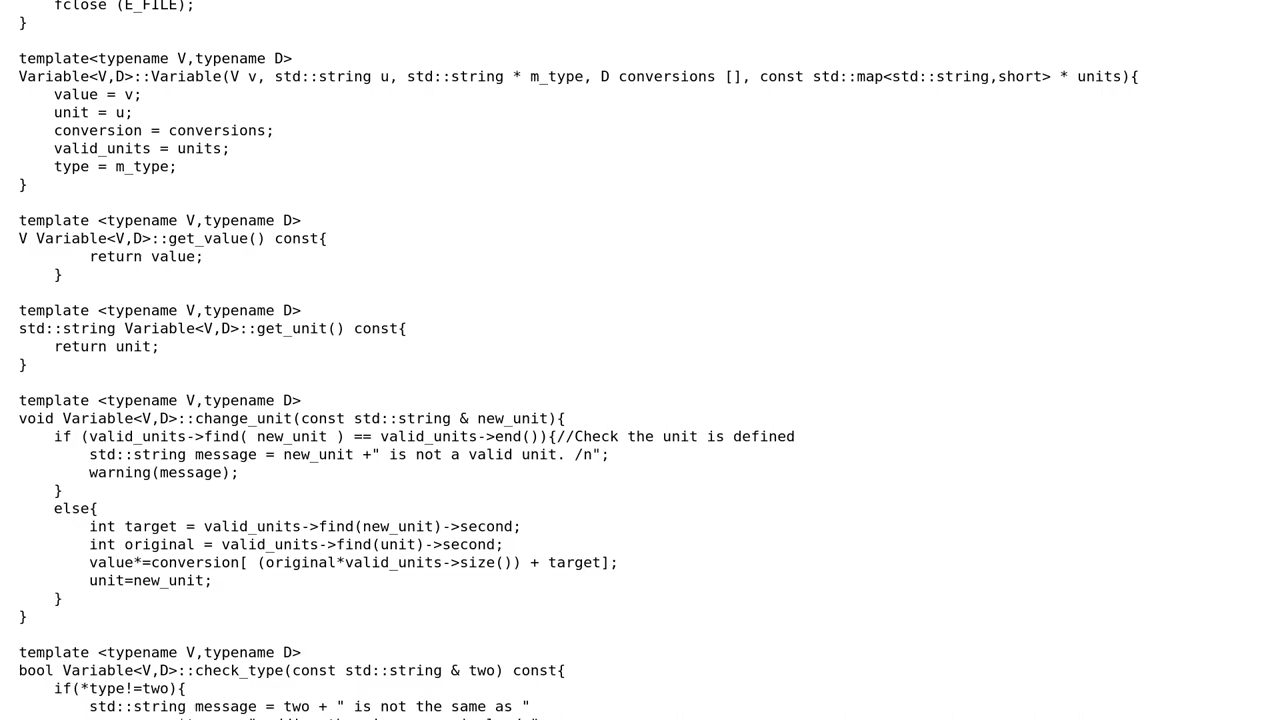 fclose (E_FILE);
}

template<typename V,typename D>
Variable<V,D>::Variable(V v, std::string u, std::string * m_type, D conversions [], const std::map<std::string,short> * units){
    value = v;
    unit = u;
    conversion = conversions;
    valid_units = units;
    type = m_type;
}

template <typename V,typename D>
V Variable<V,D>::get_value() const{
        return value;
    }

template <typename V,typename D>
std::string Variable<V,D>::get_unit() const{
    return unit;
}

template <typename V,typename D>
void Variable<V,D>::change_unit(const std::string & new_unit){
    if (valid_units->find( new_unit ) == valid_units->end()){//Check the unit is defined
        std::string message = new_unit +" is not a valid unit. /n";
        warning(message);
    }
    else{
        int target = valid_units->find(new_unit)->second;
        int original = valid_units->find(unit)->second;
        value*=conversion[ (original*valid_units->size()) + target];
        unit=new_unit;
    }
}

template <typename V,typename D>
bool Variable<V,D>::check_type(const std::string & two) const{
    if(*type!=two){
        std::string message = two + " is not the same as "